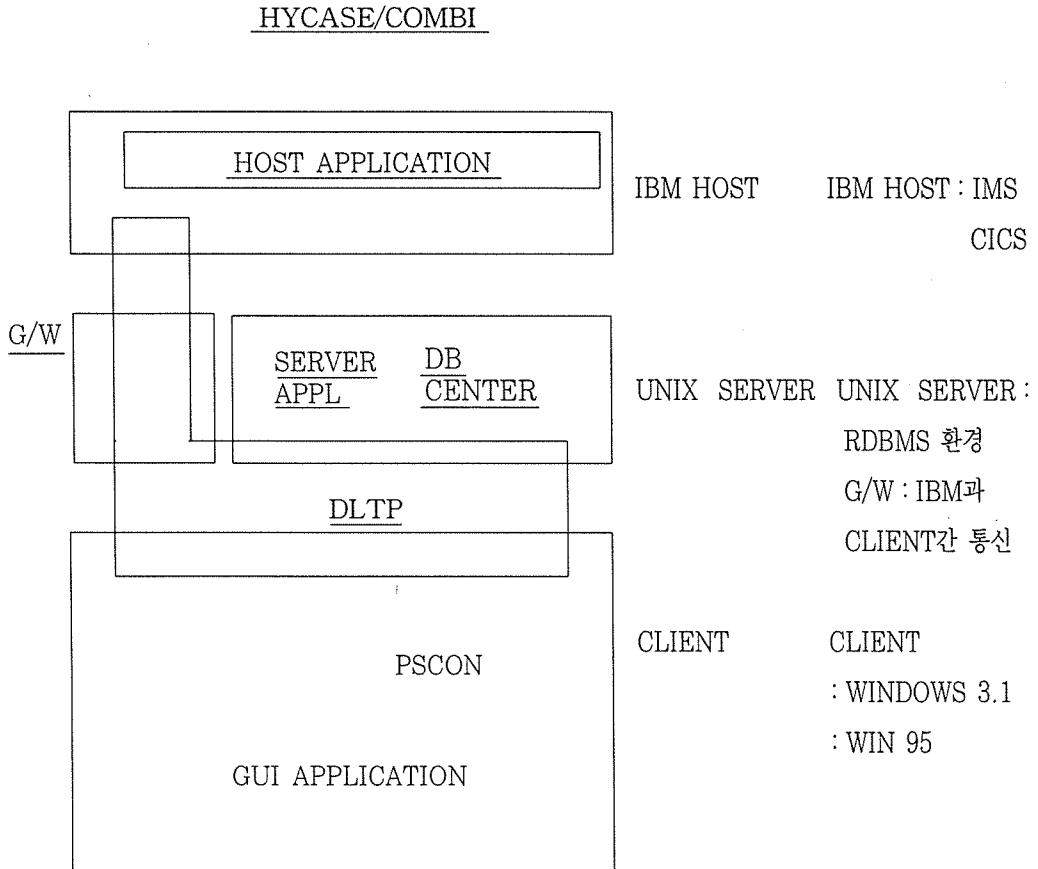 HYCASE/COMBI
HOST APPLICATION
IBM HOST IBM HOST : IMS
CICS
G/W
SERVER DB
APPL CENTER
UNIX SERVER UNIX SERVER :
RDBMS 환경
G/W : IBM과
CLIENT간 통신
DLTP
CLIENT CLIENT
PSCON
: WINDOWS 3.1
: WIN 95
GUI APPLICATION